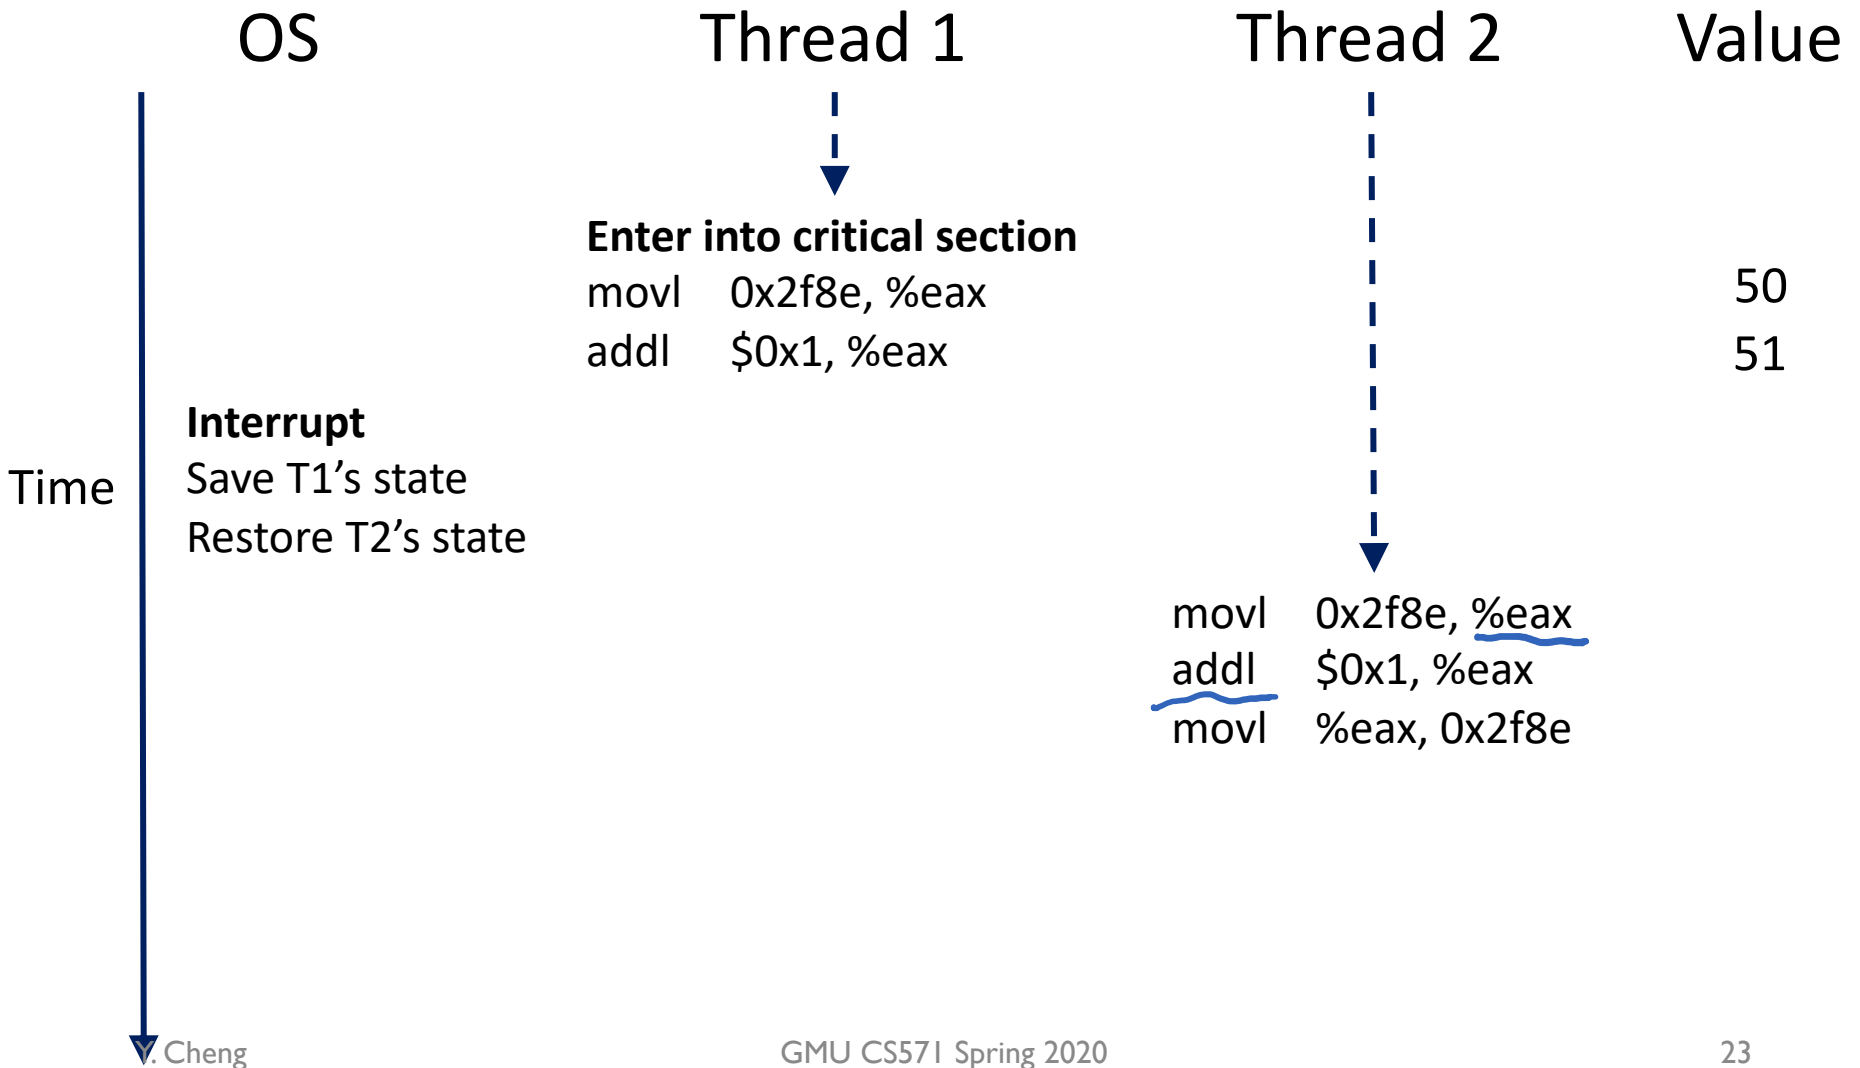 OS Thread 1 Thread 2 Value
Enter into critical section
movl 0x2f8e, %eax 50
addl $0x1, %eax 51
Interrupt
Save T1’s state
Time
Restore T2’s state
movl 0x2f8e, %eax
addl $0x1, %eax
movl %eax, 0x2f8e
Y. Cheng GMU CS571 Spring 2020 23